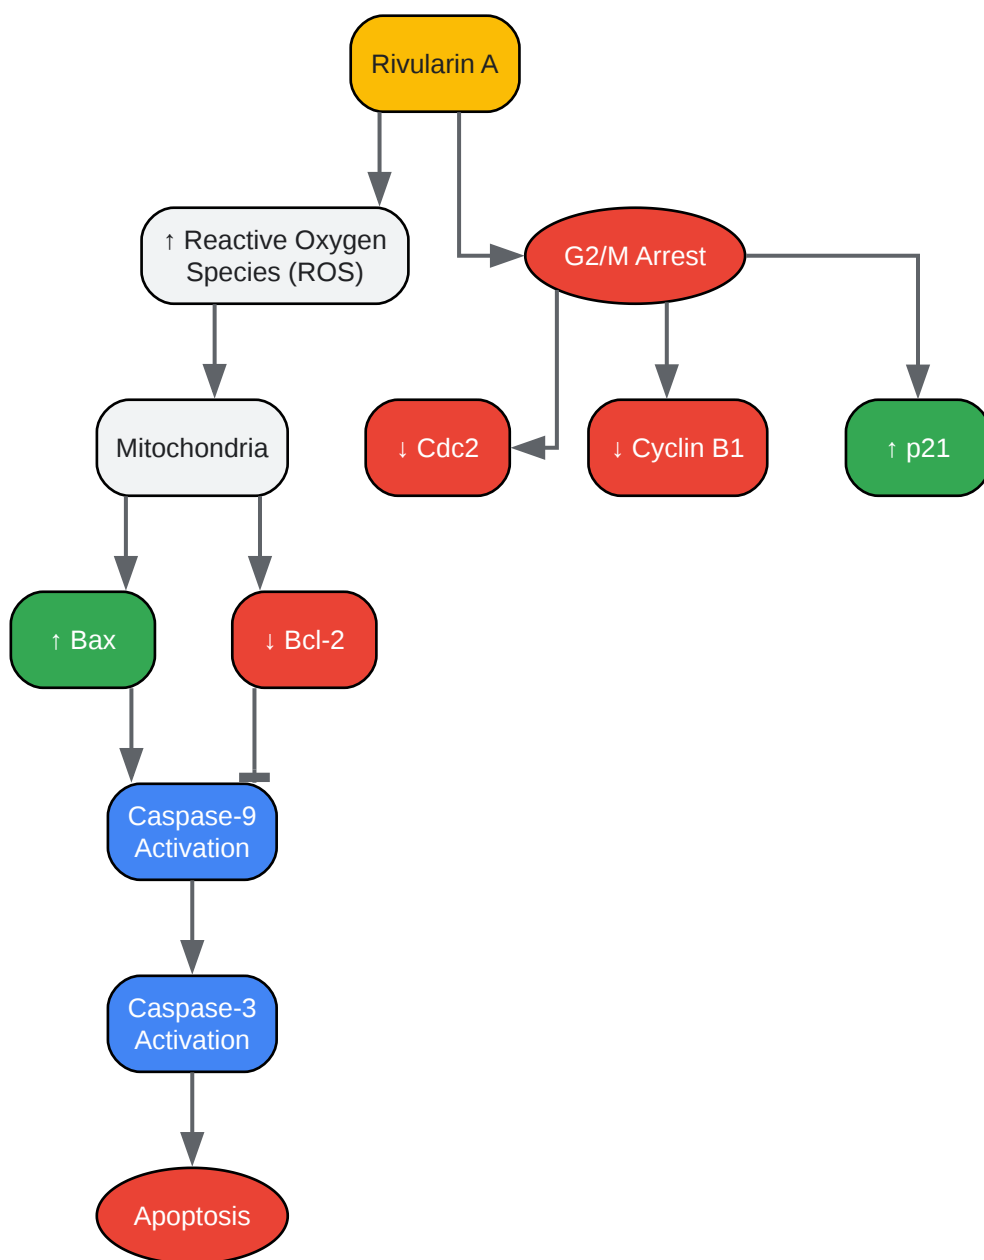 Rivularin A
↑ Reactive Oxygen
Species (ROS)
G2/M Arrest
Mitochondria
↓ Cdc2
↓ Cyclin B1
↑ p21
↑ Bax
↓ Bcl-2
Caspase-9
Activation
Caspase-3
Activation
Apoptosis